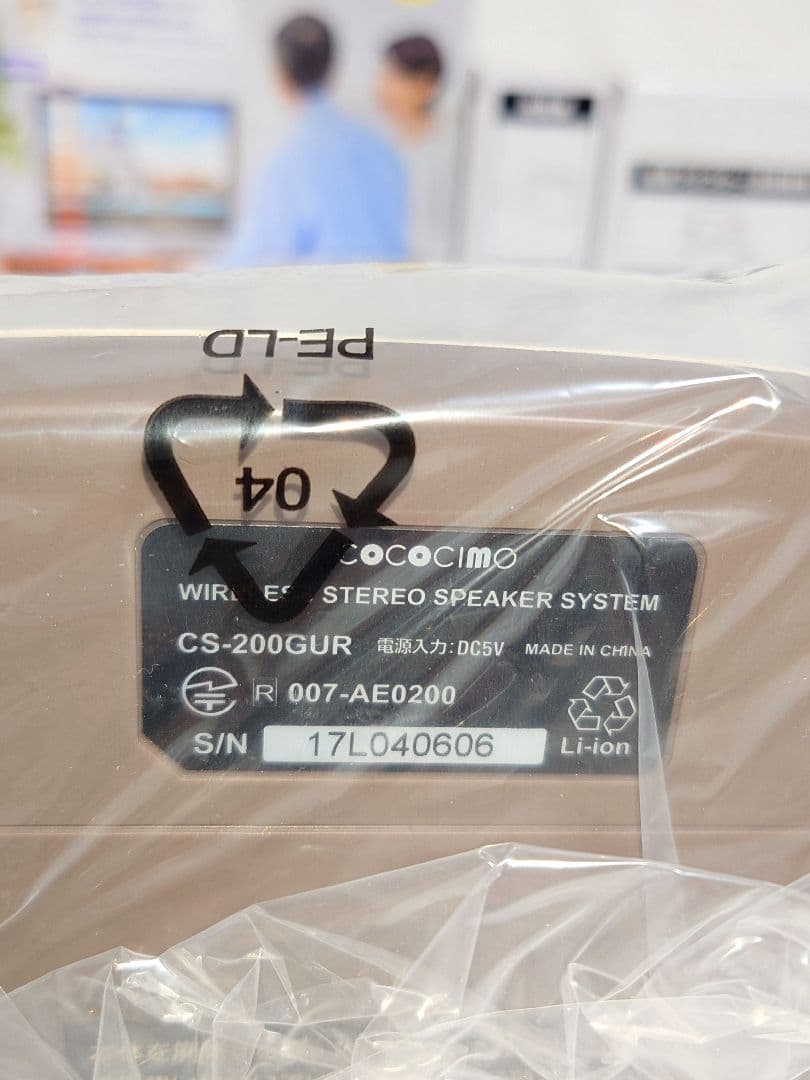 PE-LD
04
COCOCIMO
WIRELESS STEREO SPEAKER SYSTEM
CS-200GUR 電源入力:DC5V MADE IN CHINA
R 007-AE0200
S/N 17L040606
Li-ion